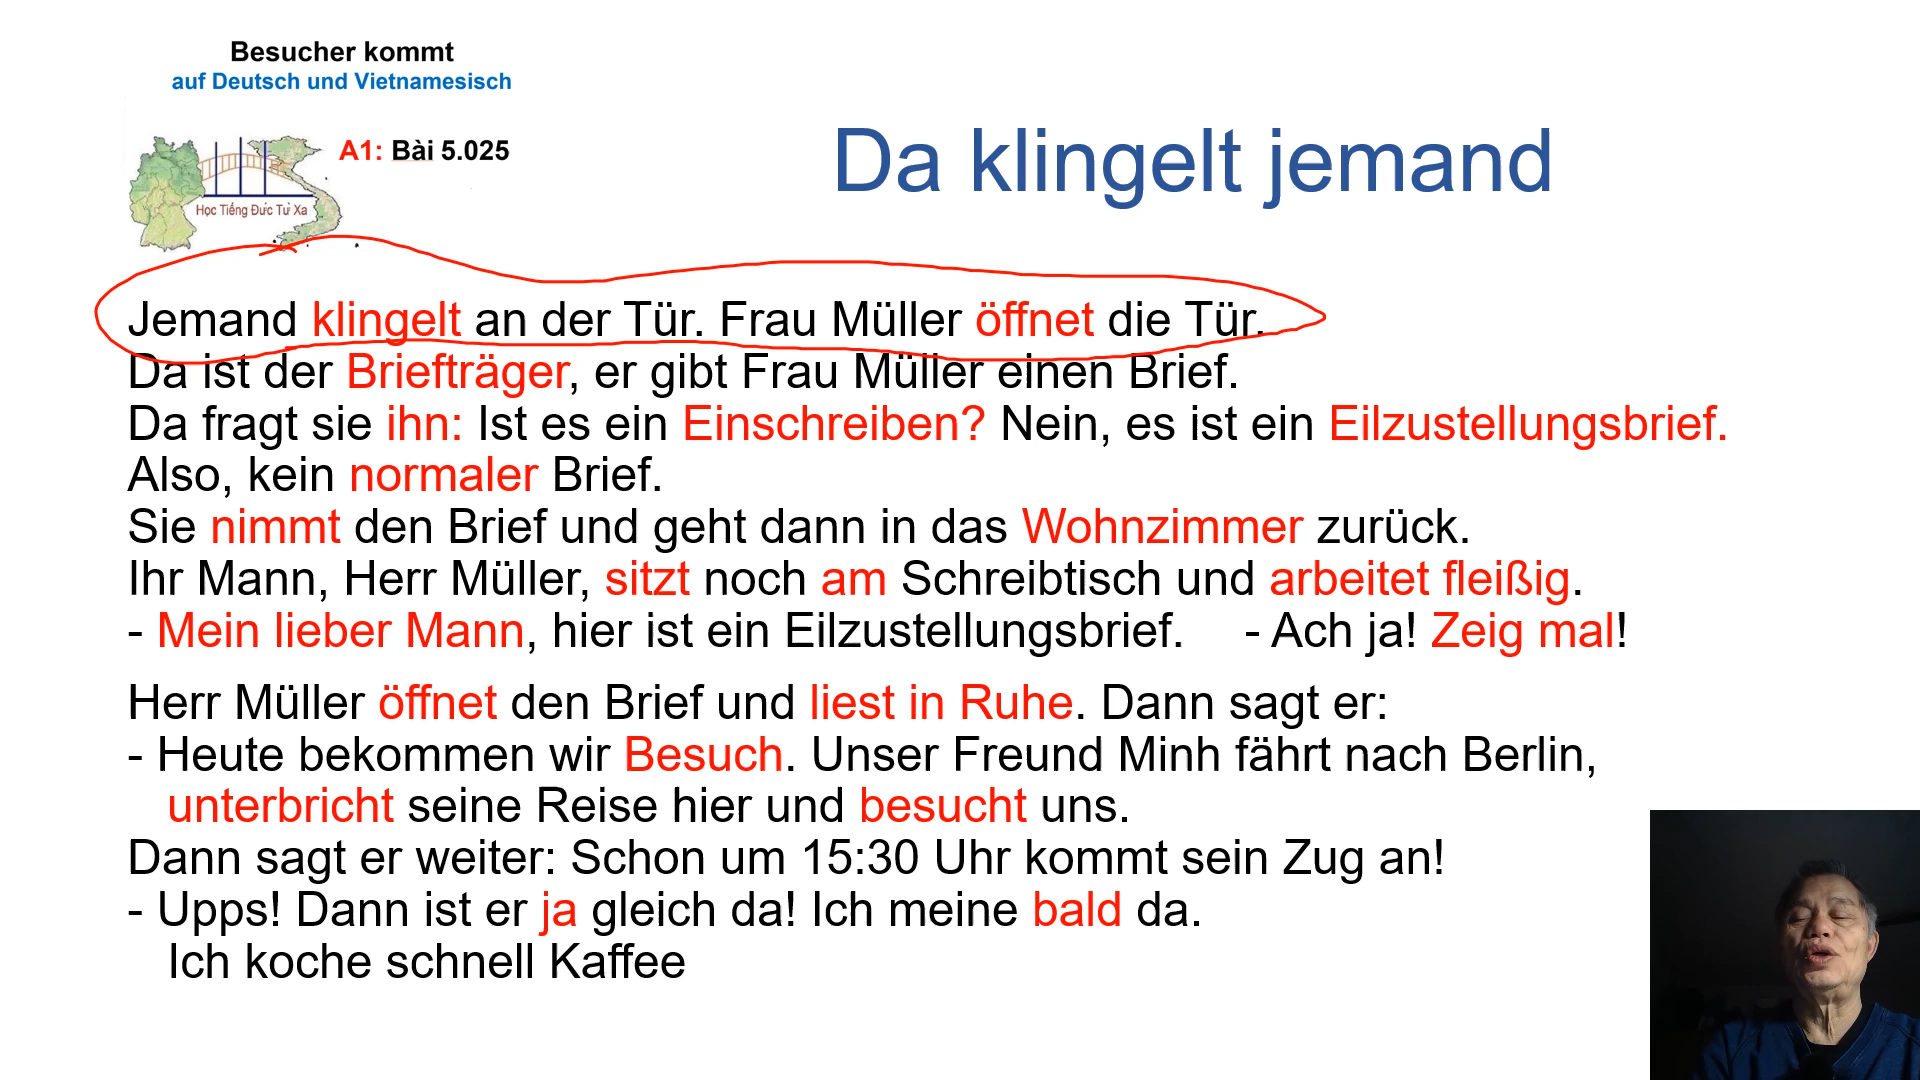 Besucher kommt
auf Deutsch und Vietnamesisch
A1: Bài 5.025
Học Tiếng Đức Từ Xa
Da klingelt jemand
Jemand klingelt an der Tür. Frau Müller öffnet die Tür.
Da ist der Briefträger, er gibt Frau Müller einen Brief.
Da fragt sie ihn: Ist es ein Einschreiben? Nein, es ist ein Eilzustellungsbrief.
Also, kein normaler Brief.
Sie nimmt den Brief und geht dann in das Wohnzimmer zurück.
Ihr Mann, Herr Müller, sitzt noch am Schreibtisch und arbeitet fleißig.
- Mein lieber Mann, hier ist ein Eilzustellungsbrief. - Ach ja! Zeig mal!
Herr Müller öffnet den Brief und liest in Ruhe. Dann sagt er:
- Heute bekommen wir Besuch. Unser Freund Minh fährt nach Berlin,
unterbricht seine Reise hier und besucht uns.
Dann sagt er weiter: Schon um 15:30 Uhr kommt sein Zug an!
- Upps! Dann ist er ja gleich da! Ich meine bald da.
Ich koche schnell Kaffee